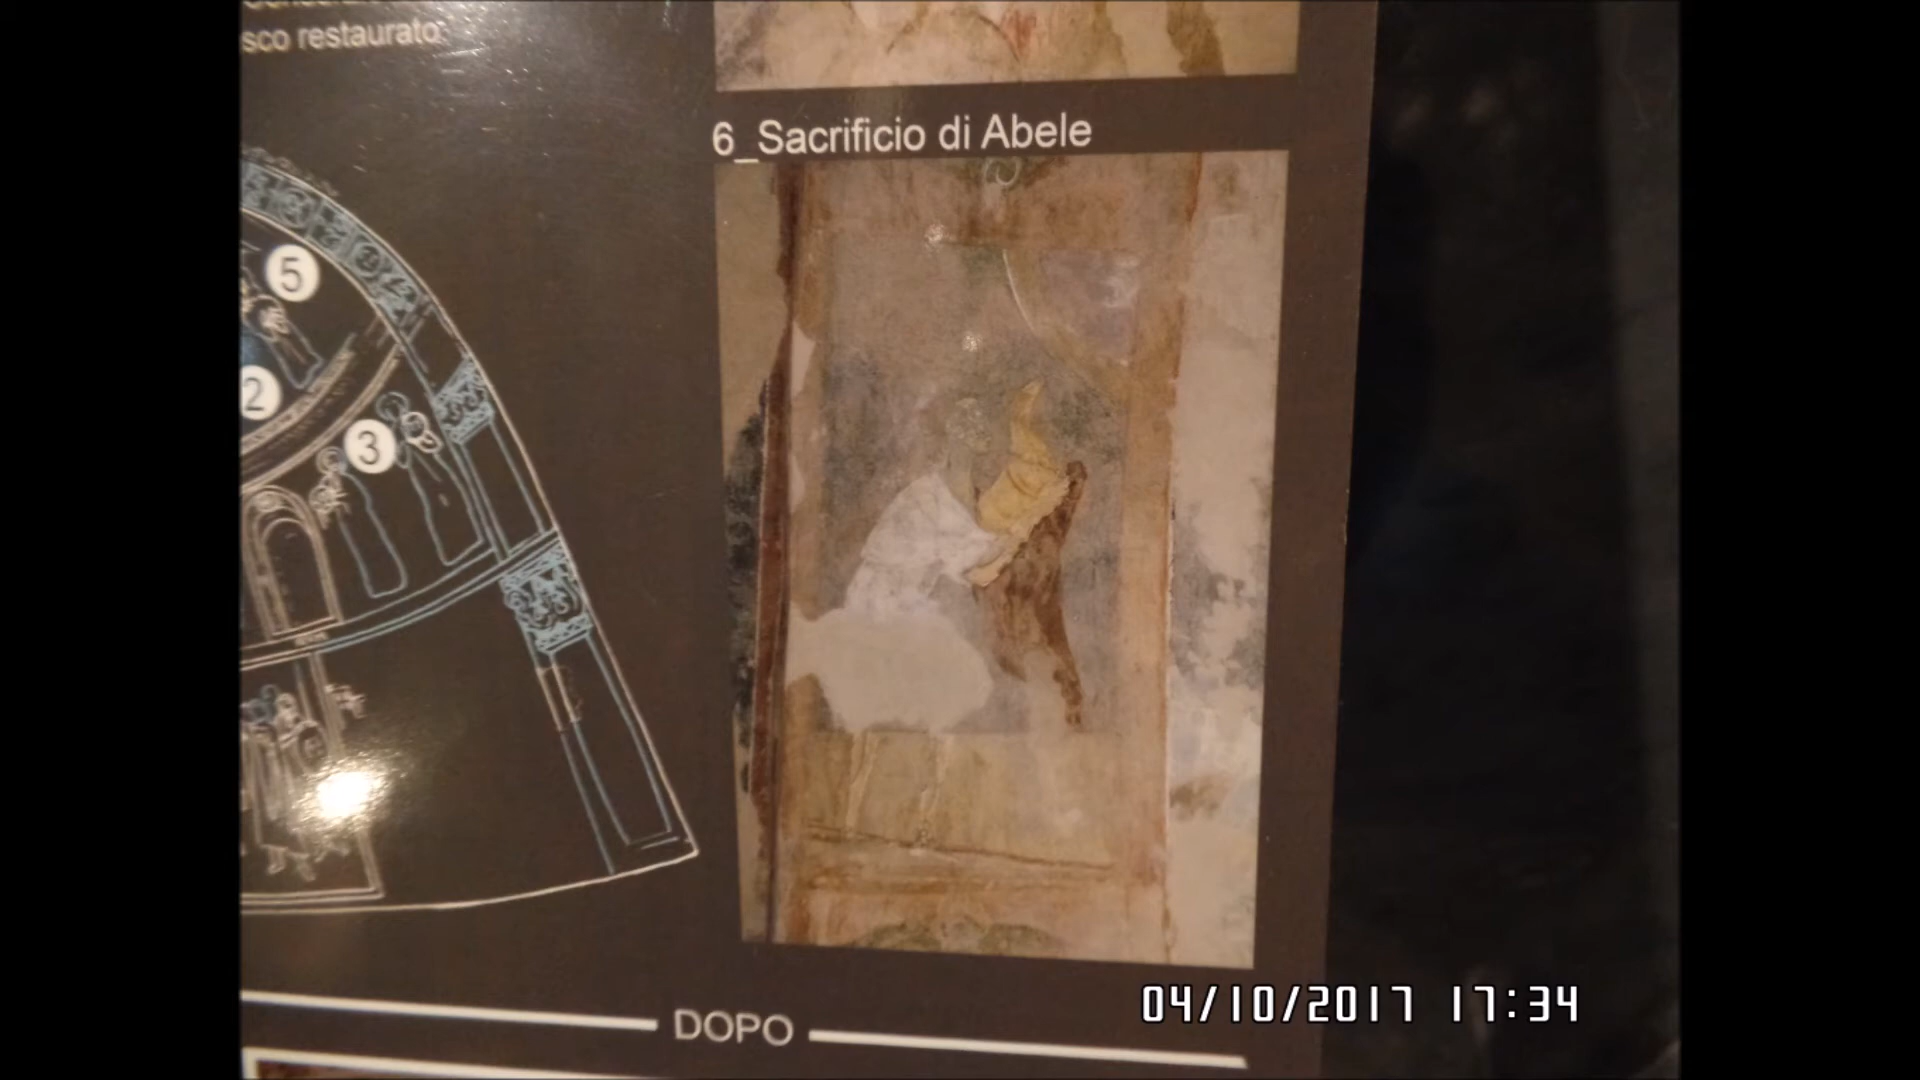 sco restaurato
6_Sacrificio di Abele
5
2
3
DOPO
04/10/2017 17:34